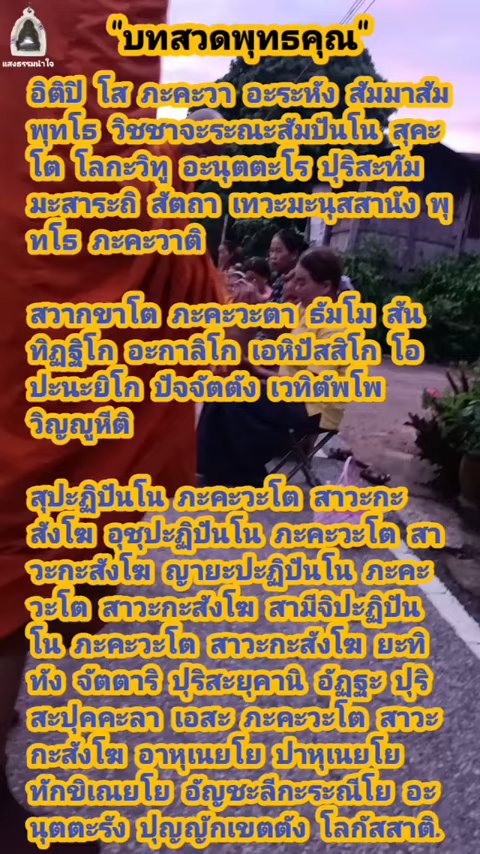 "บทสวดพุทธคุณ"
แสงธรรมนำใจ
อิติปิ โส ภะคะวา อะระหัง สัมมาสัม
พุทโธ วิชชาจะระณะสัมปันโน สุคะ
โต โลกะวิทู อะนุตตะโร ปุริสะทัม
มะสาระถิ สัตถา เทวะมะนุสสานัง พุ
ทโธ ภะคะวาติ
สวากขาโต ภะคะวะตา ธัมโม สัน
ทิฏฐิโก อะกาลิโก เอหิปัสสิโก โอ
ปะนะยิโก ปัจจัตตัง เวทิตัพโพ
วิญญูหีติ
สุปะฏิปันโน ภะคะวะโต สาวะกะ
สังโฆ อุชุปะฏิปันโน ภะคะวะโต สา
วะกะสังโฆ ญายะปะฏิปันโน ภะคะ
วะโต สาวะกะสังโฆ สามีจิปะฏิปัน
โน ภะคะวะโต สาวะกะสังโฆ ยะทิ
ทัง จัตตาริ ปุริสะยุคานิ อัฏฐะ ปุริ
สะปุคคะลา เอสะ ภะคะวะโต สาวะ
กะสังโฆ อาหุเนยโย ปาหุเนยโย
ทักขิเณยโย อัญชะลีกะระณีโย อะ
นุตตะรัง ปุญญักเขตตัง โลกัสสาติ.